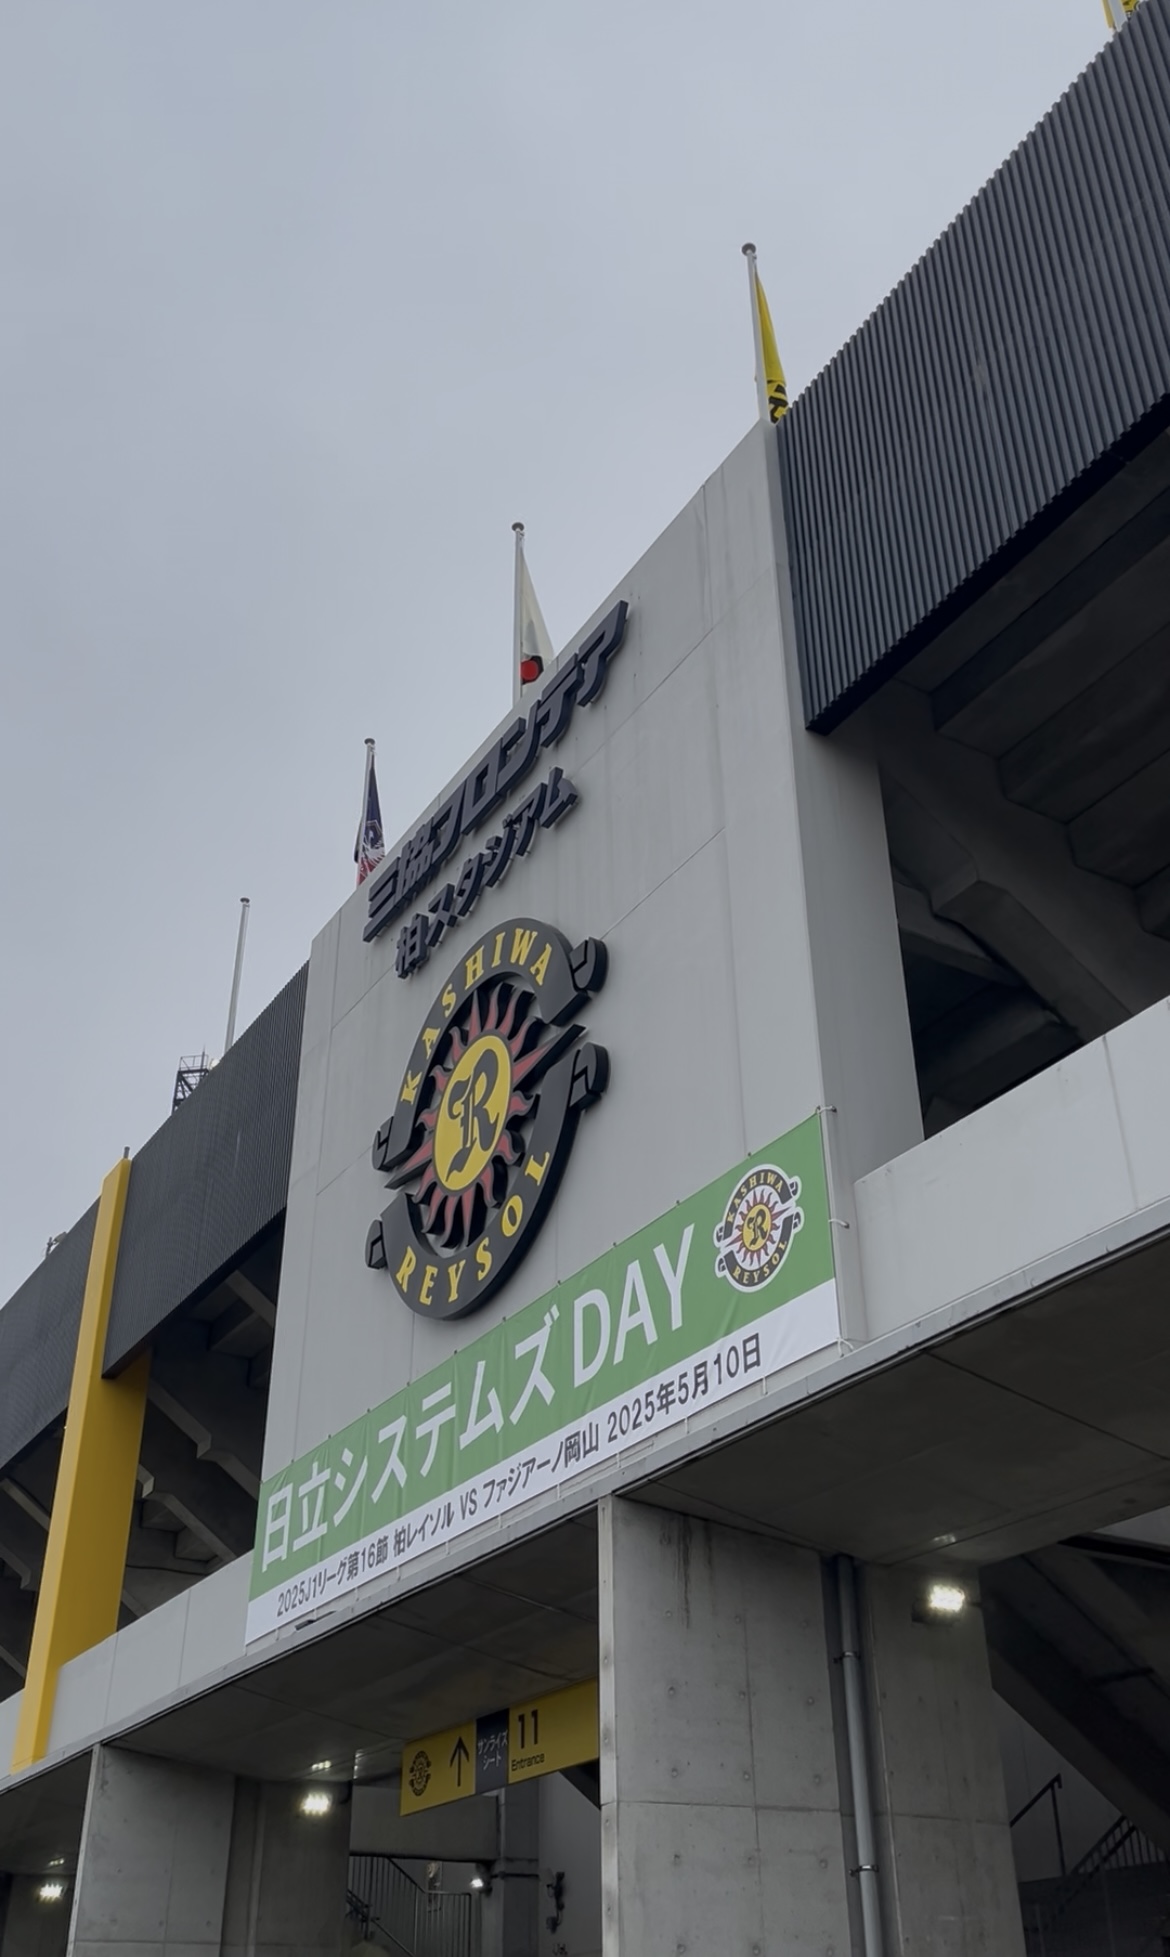 三協フロンテア
柏スタジアム
KASHIWA
R
REYSOL
KASHIWA
R
REYSOL
日立システムズDAY
2025J1リーグ第16節 柏レイソル VS ファジアーノ岡山 2025年5月10日
サンライズ
シート
11
Entrance